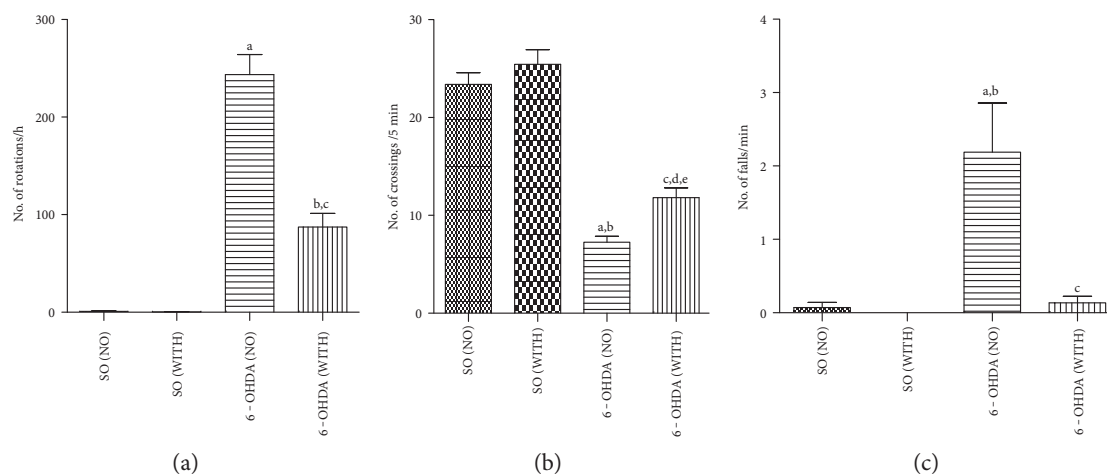 No. of rotations/h
300
200
100
0
a
b,c
SO (NO)
SO (WITH)
6 - OHDA (NO)
6 - OHDA (WITH)
(a)
No. of crossings /5 min
30
20
10
0
a,b
c,d,e
SO (NO)
SO (WITH)
6 - OHDA (NO)
6 - OHDA (WITH)
(b)
No. of falls/min
4
3
2
1
0
a,b
c
SO (NO)
SO (WITH)
6 - OHDA (NO)
6 - OHDA (WITH)
(c)